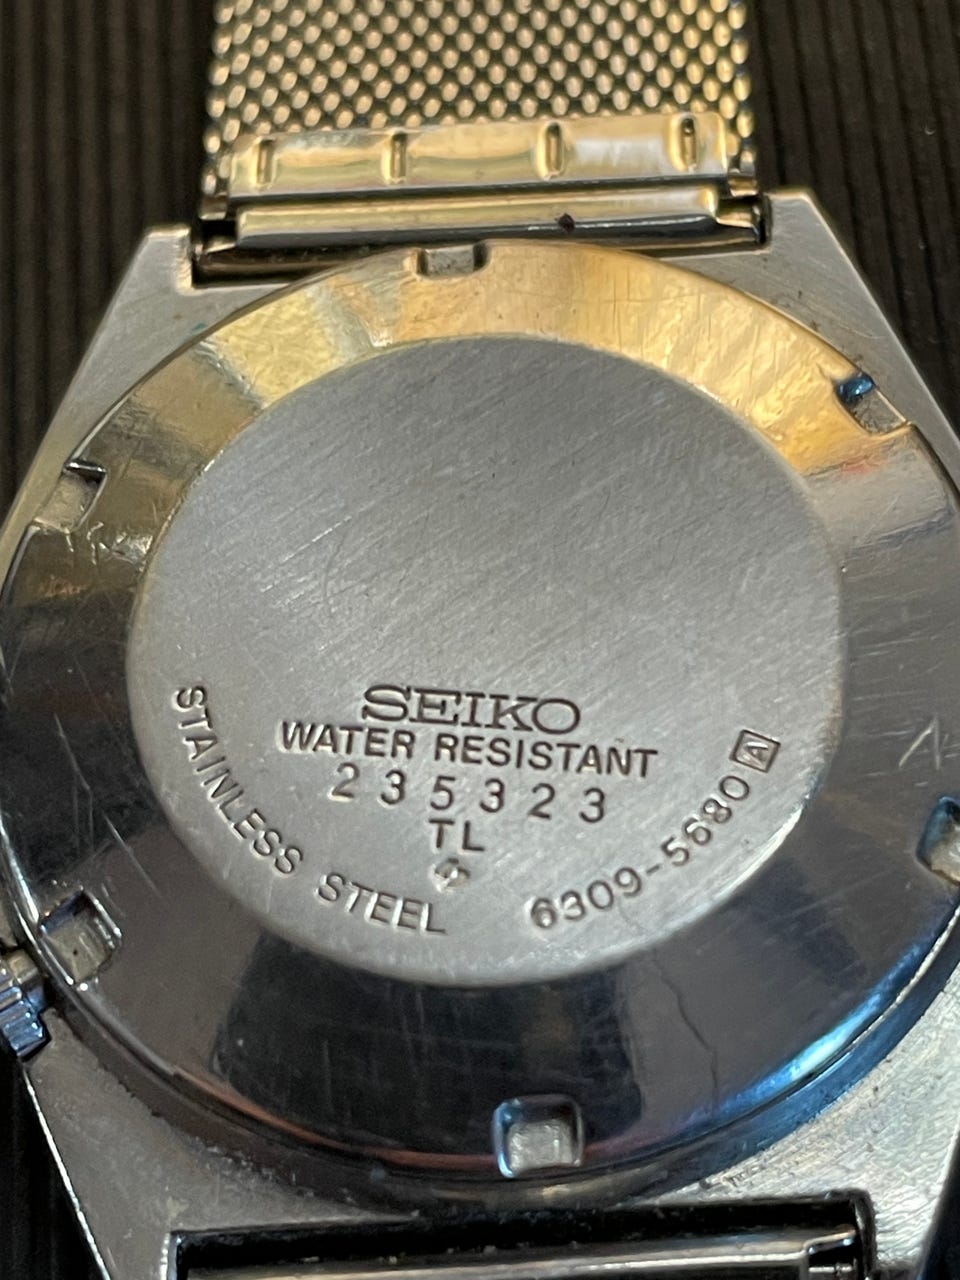 SEIKO
WATER RESISTANT
235323
TL
STAINLESS STEEL
6309-5680 A